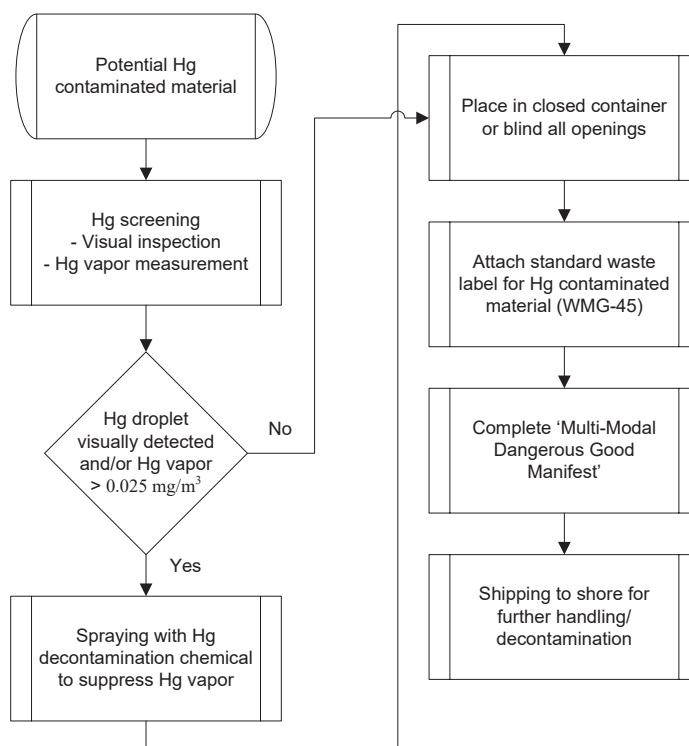 Potential Hg
contaminated material
Hg screening
- Visual inspection
- Hg vapor measurement
Hg droplet
visually detected
and/or Hg vapor
> 0.025 mg/m³
No
Yes
Spraying with Hg
decontamination chemical
to suppress Hg vapor
Place in closed container
or blind all openings
Attach standard waste
label for Hg contaminated
material (WMG-45)
Complete ‘Multi-Modal
Dangerous Good
Manifest’
Shipping to shore for
further handling/
decontamination